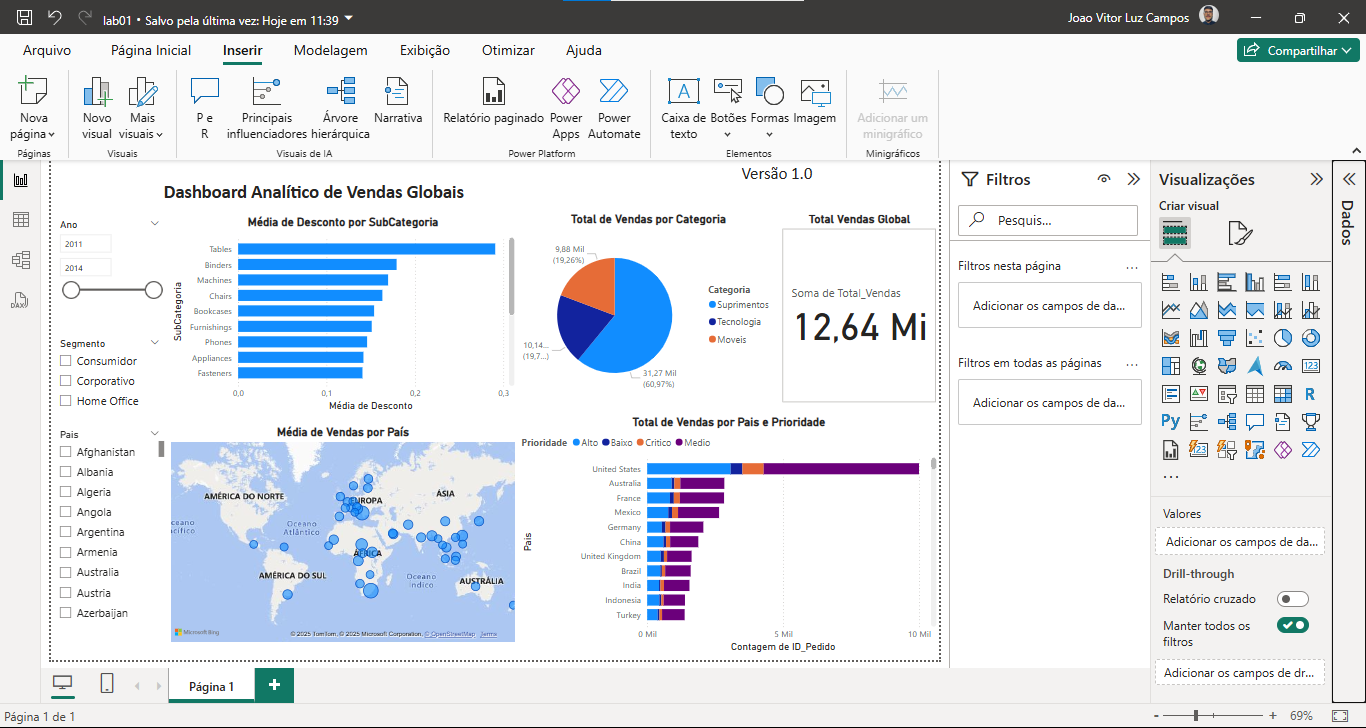 lab01 • Salvo pela última vez: Hoje em 11:39
Joao Vitor Luz Campos
Arquivo
Página Inicial
Inserir
Modelagem
Exibição
Otimizar
Ajuda
Compartilhar
Nova página
Novo visual
Mais visuais
P e R
Principais influenciadores
Árvore hierárquica
Narrativa
Relatório paginado
Power Apps
Power Automate
Caixa de texto
Botões
Formas
Imagem
Adicionar um minigráfico
Páginas
Visuais
Visuais de IA
Power Platform
Elementos
Minigráficos
Versão 1.0
Dashboard Analítico de Vendas Globais
Ano
2011
2014
Segmento
Consumidor
Corporativo
Home Office
Pais
Afghanistan
Albania
Algeria
Angola
Argentina
Armenia
Australia
Austria
Azerbaijan
Média de Desconto por SubCategoria
SubCategoria
Tables
Binders
Machines
Chairs
Bookcases
Furnishings
Phones
Appliances
Fasteners
0,0
0,1
0,2
0,3
Média de Desconto
Total de Vendas por Categoria
9,88 Mil
(19,26%)
10,14...
(19,7...)
31,27 Mil
(60,97%)
Categoria
Suprimentos
Tecnologia
Moveis
Total Vendas Global
Soma de Total_Vendas
12,64 Mi
Média de Vendas por País
AMÉRICA DO NORTE
EUROPA
ÁSIA
Oceano
Atlântico
ceano
acífico
ÁFRICA
AMÉRICA DO SUL
Oceano
Índico
AUSTRÁLIA
Microsoft Bing
© 2025 TomTom, © 2025 Microsoft Corporation, © OpenStreetMap Terms
Total de Vendas por Pais e Prioridade
Prioridade
Alto
Baixo
Critico
Medio
Pais
United States
Australia
France
Mexico
Germany
China
United Kingdom
Brazil
India
Indonesia
Turkey
0 Mil
5 Mil
10 Mil
Contagem de ID_Pedido
Filtros
Pesquis...
Filtros nesta página
...
Adicionar os campos de da...
Filtros em todas as páginas
...
Adicionar os campos de da...
Visualizações
Criar visual
123
R
Py
...
Valores
Adicionar os campos de da...
Drill-through
Relatório cruzado
Manter todos os
filtros
Adicionar os campos de dr...
Dados
DAX
Página 1
Página 1 de 1
- + 69%